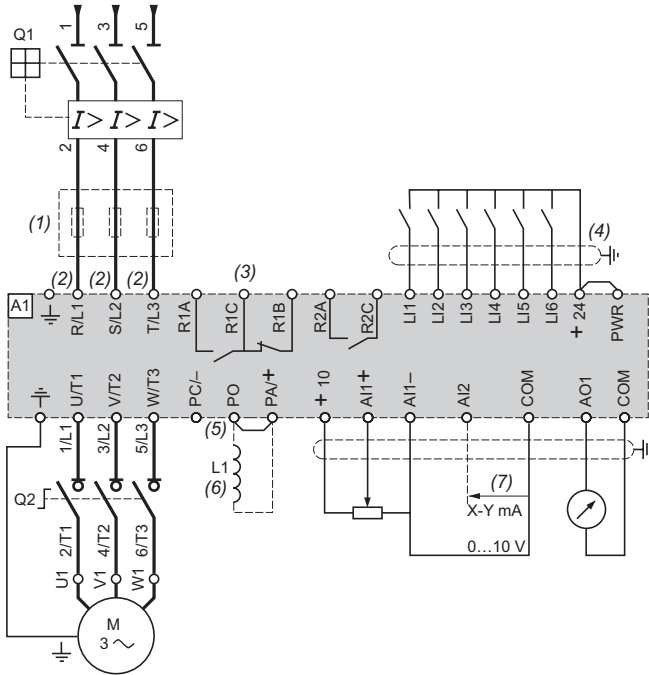 1 3 5
Q1
I> I> I>
2 4 6
(1)
(2) (2) (2) (3) (4)
A1
R/L1 S/L2 T/L3 R1A R1C R1B R2A R2C LI1 LI2 LI3 LI4 LI5 LI6 + 24 PWR
U/T1 V/T2 W/T3 PC/– PO PA/+ + 10 AI1+ AI1– AI2 COM AO1 COM
(5)
1/L1 3/L2 5/L3
L1
(6)
(7)
Q2
X-Y mA
2/T1 4/T2 6/T3
0...10 V
U1 V1 W1
M
3